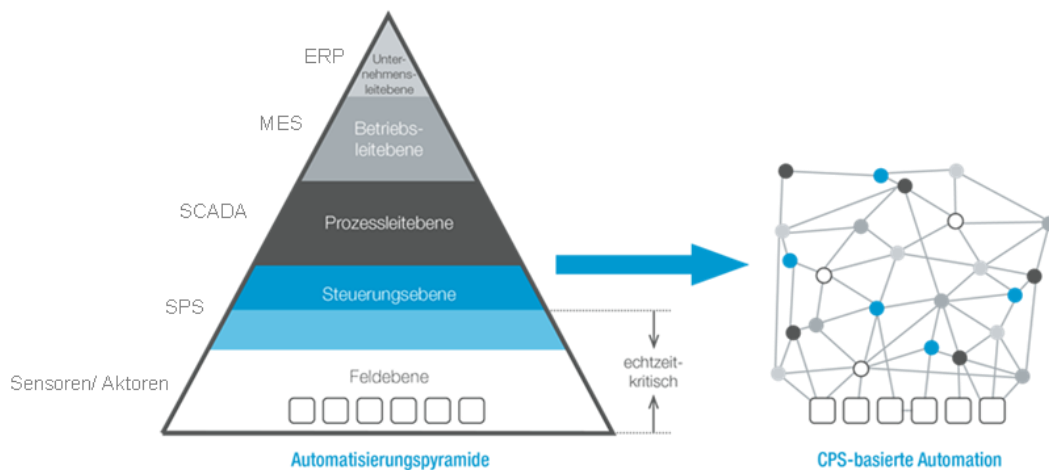 ERP
Unter-
nehmens-
leitebene
MES
Betriebs-
leitebene
SCADA
Prozessleitebene
SPS
Steuerungsebene
Sensoren/ Aktoren
Feldebene
echtzeit-
kritisch
Automatisierungspyramide
CPS-basierte Automation